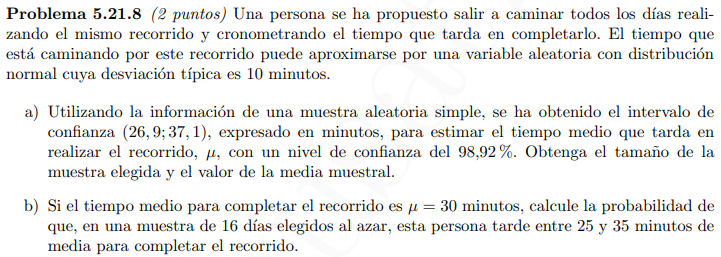 Problema 5.21.8 (2 puntos) Una persona se ha propuesto salir a caminar todos los días reali-
zando el mismo recorrido y cronometrando el tiempo que tarda en completarlo. El tiempo que
está caminando por este recorrido puede aproximarse por una variable aleatoria con distribución
normal cuya desviación típica es 10 minutos.
a) Utilizando la información de una muestra aleatoria simple, se ha obtenido el intervalo de
confianza (26,9; 37,1), expresado en minutos, para estimar el tiempo medio que tarda en
realizar el recorrido, μ, con un nivel de confianza del 98,92 %. Obtenga el tamaño de la
muestra elegida y el valor de la media muestral.
b) Si el tiempo medio para completar el recorrido es μ = 30 minutos, calcule la probabilidad de
que, en una muestra de 16 días elegidos al azar, esta persona tarde entre 25 y 35 minutos de
media para completar el recorrido.